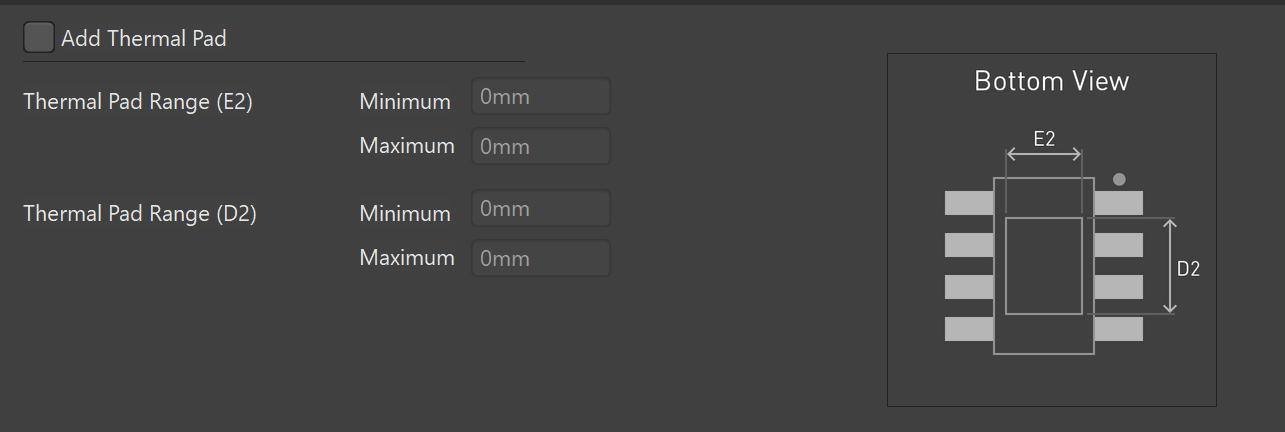 Add Thermal Pad
Thermal Pad Range (E2)
Minimum
0mm
Maximum
0mm
Thermal Pad Range (D2)
Minimum
0mm
Maximum
0mm
Bottom View
E2
D2